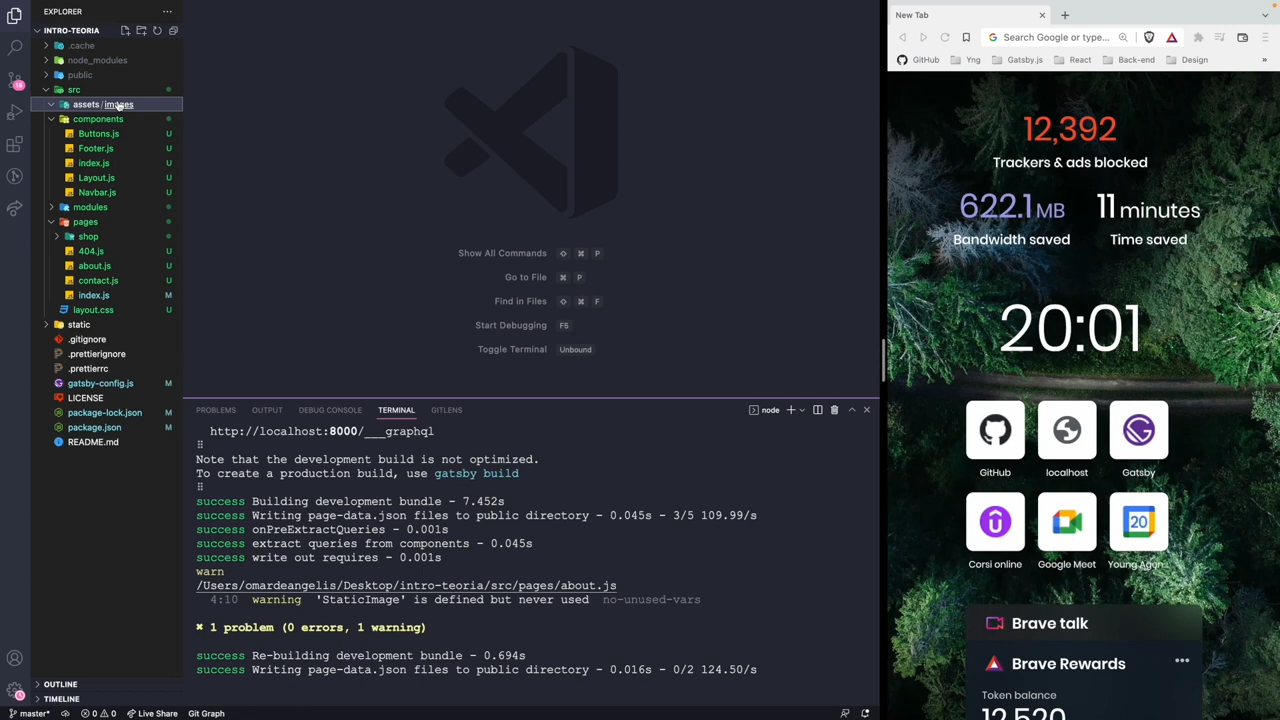 EXPLORER
INTRO-TEORIA
.cache
node_modules
public
src
assets / images
components
Buttons.js U
Footer.js U
index.js U
Layout.js U
Navbar.js U
modules
pages
shop
404.js U
about.js U
contact.js U
index.js M
layout.css U
static
.gitignore
.prettierignore
.prettierrc
gatsby-config.js M
LICENSE
package-lock.json M
package.json M
README.md
OUTLINE
TIMELINE
19
Show All Commands ⇧ ⌘ P
Go to File ⌘ P
Find in Files ⇧ ⌘ F
Start Debugging F5
Toggle Terminal Unbound
PROBLEMS OUTPUT DEBUG CONSOLE TERMINAL GITLENS
node
http://localhost:8000/___graphql
Note that the development build is not optimized.
To create a production build, use gatsby build
success Building development bundle - 7.452s
success Writing page-data.json files to public directory - 0.045s - 3/5 109.99/s
success onPreExtractQueries - 0.001s
success extract queries from components - 0.045s
success write out requires - 0.001s
warn
/Users/omardeangelis/Desktop/intro-teoria/src/pages/about.js
4:10 warning 'StaticImage' is defined but never used no-unused-vars
✖ 1 problem (0 errors, 1 warning)
success Re-building development bundle - 0.694s
success Writing page-data.json files to public directory - 0.016s - 0/2 124.50/s
master* 0 0 Live Share Git Graph
New Tab
Search Google or type...
GitHub Yng Gatsby.js React Back-end Design »
12,392
Trackers & ads blocked
622.1 MB 11 minutes
Bandwidth saved Time saved
20:01
GitHub localhost Gatsby
20
Corsi online Google Meet Young Agen...
Brave talk
Brave Rewards
Token balance
12.520